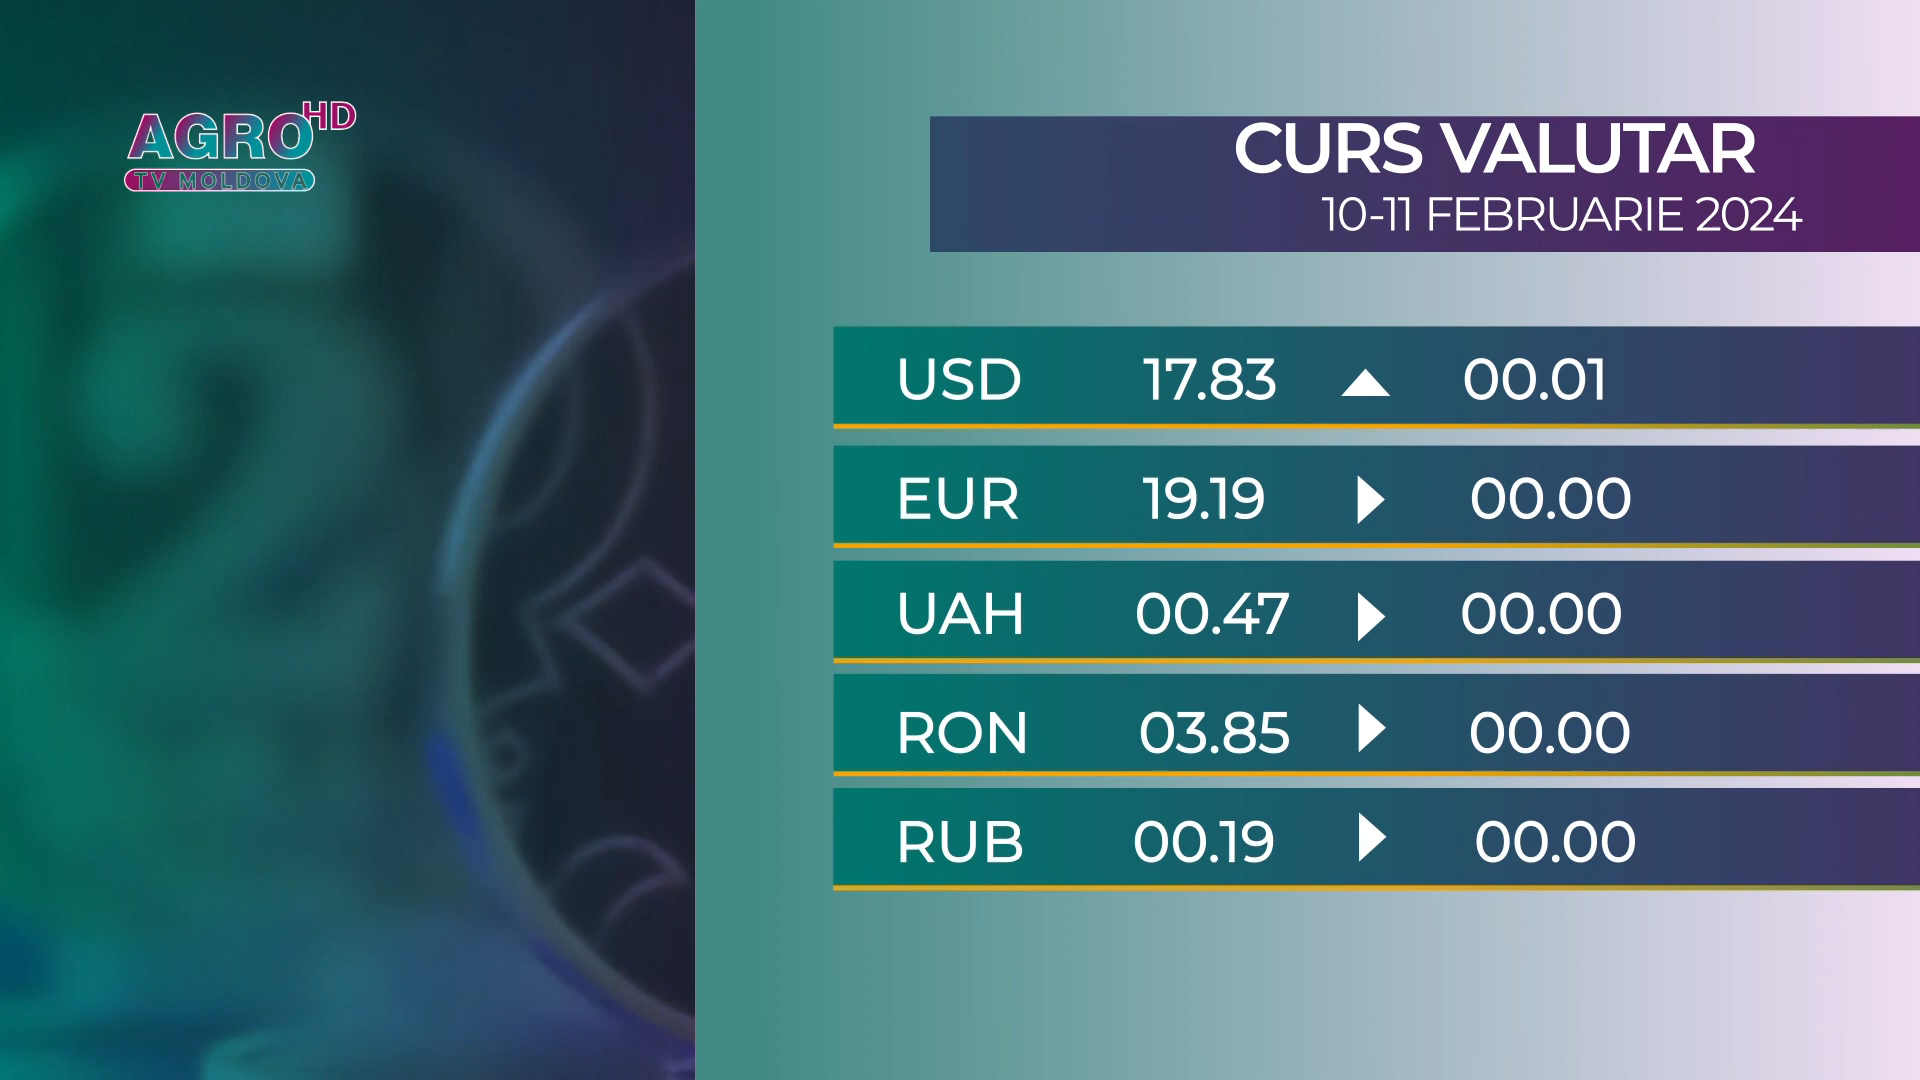 AGRO HD
TV MOLDOVA
CURS VALUTAR
10-11 FEBRUARIE 2024
USD 17.83 00.01
EUR 19.19 00.00
UAH 00.47 00.00
RON 03.85 00.00
RUB 00.19 00.00